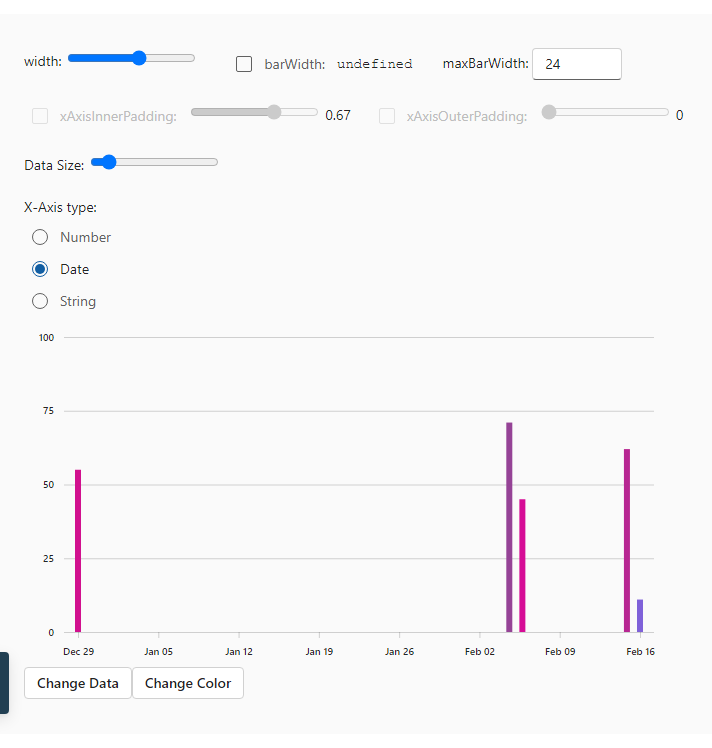 width: barWidth: undefined maxBarWidth: 24
xAxisInnerPadding: 0.67 xAxisOuterPadding: 0
Data Size:
X-Axis type:
Number
Date
String
100
75
50
25
0
Dec 29 Jan 05 Jan 12 Jan 19 Jan 26 Feb 02 Feb 09 Feb 16
Change Data Change Color